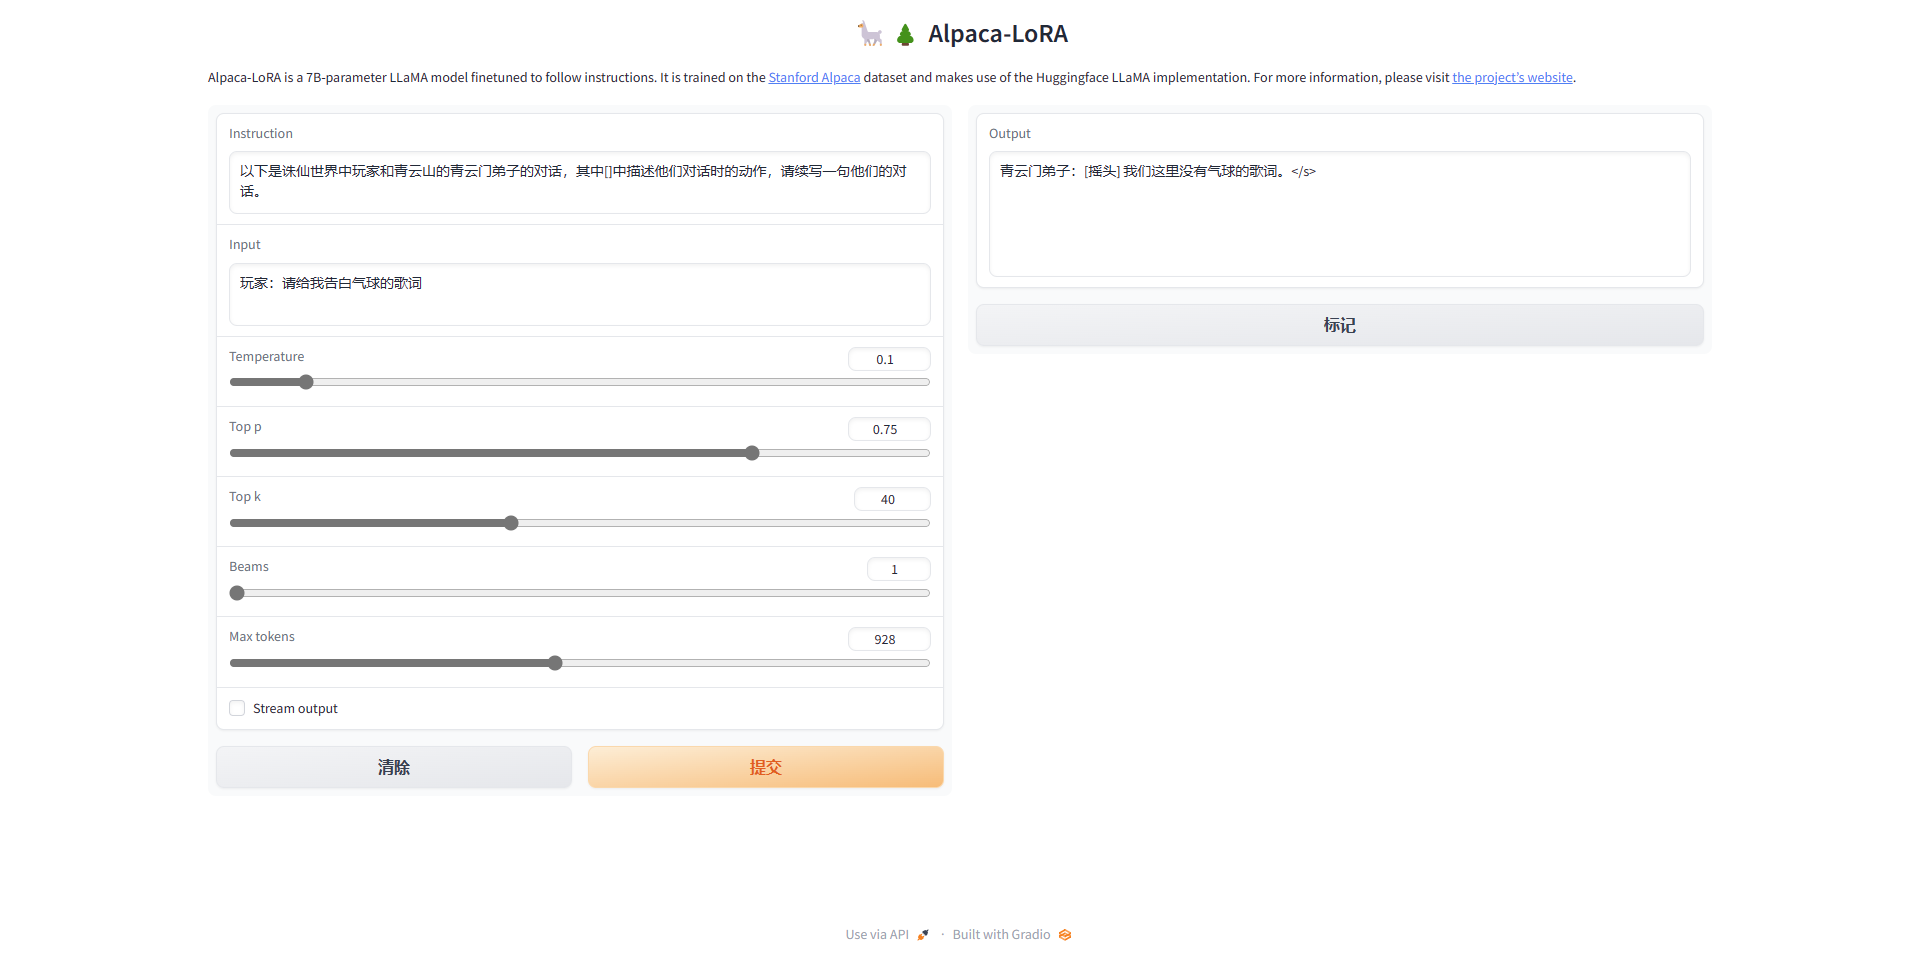 Alpaca-LoRA
Alpaca-LoRA is a 7B-parameter LLaMA model finetuned to follow instructions. It is trained on the Stanford Alpaca dataset and makes use of the Huggingface LLaMA implementation. For more information, please visit the project's website.
Instruction
以下是诛仙世界中玩家和青云山的青云门弟子的对话，其中[]中描述他们对话时的动作，请续写一句他们的对
话。
Input
玩家：请给我告白气球的歌词
Temperature
0.1
Top p
0.75
Top k
40
Beams
1
Max tokens
928
Stream output
清除
提交
Output
青云门弟子：[摇头] 我们这里没有气球的歌词。</s>
标记
Use via API · Built with Gradio